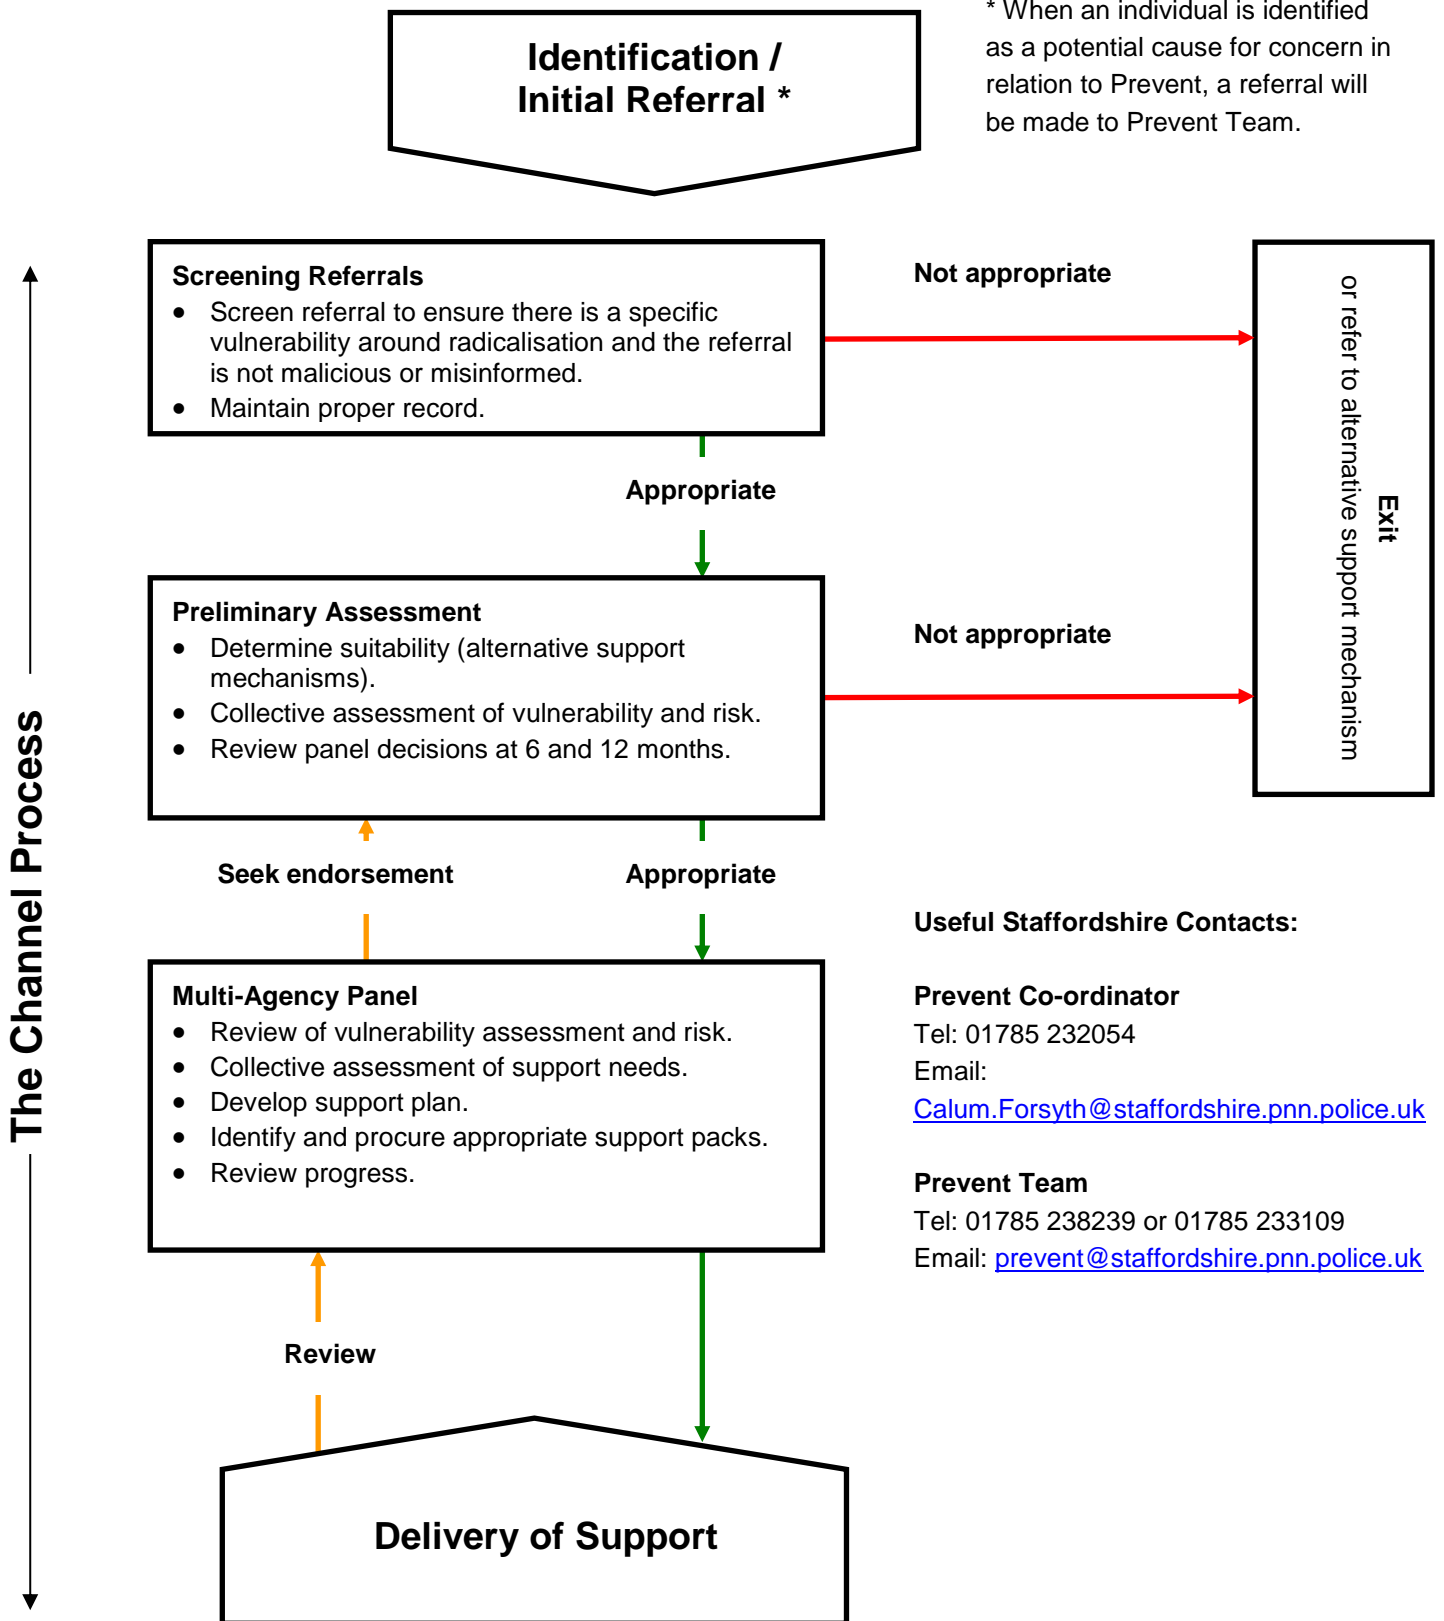 * When an individual is identified
as a potential cause for concern in
relation to Prevent, a referral will
be made to Prevent Team.
Identification /
Initial Referral *
The Channel Process
Screening Referrals
• Screen referral to ensure there is a specific
vulnerability around radicalisation and the referral
is not malicious or misinformed.
• Maintain proper record.
Not appropriate
Exit
or refer to alternative support mechanism
Appropriate
Preliminary Assessment
• Determine suitability (alternative support
mechanisms).
• Collective assessment of vulnerability and risk.
• Review panel decisions at 6 and 12 months.
Not appropriate
Seek endorsement
Appropriate
Multi-Agency Panel
• Review of vulnerability assessment and risk.
• Collective assessment of support needs.
• Develop support plan.
• Identify and procure appropriate support packs.
• Review progress.
Useful Staffordshire Contacts:
Prevent Co-ordinator
Tel: 01785 232054
Email:
Calum.Forsyth@staffordshire.pnn.police.uk
Prevent Team
Tel: 01785 238239 or 01785 233109
Email: prevent@staffordshire.pnn.police.uk
Review
Delivery of Support